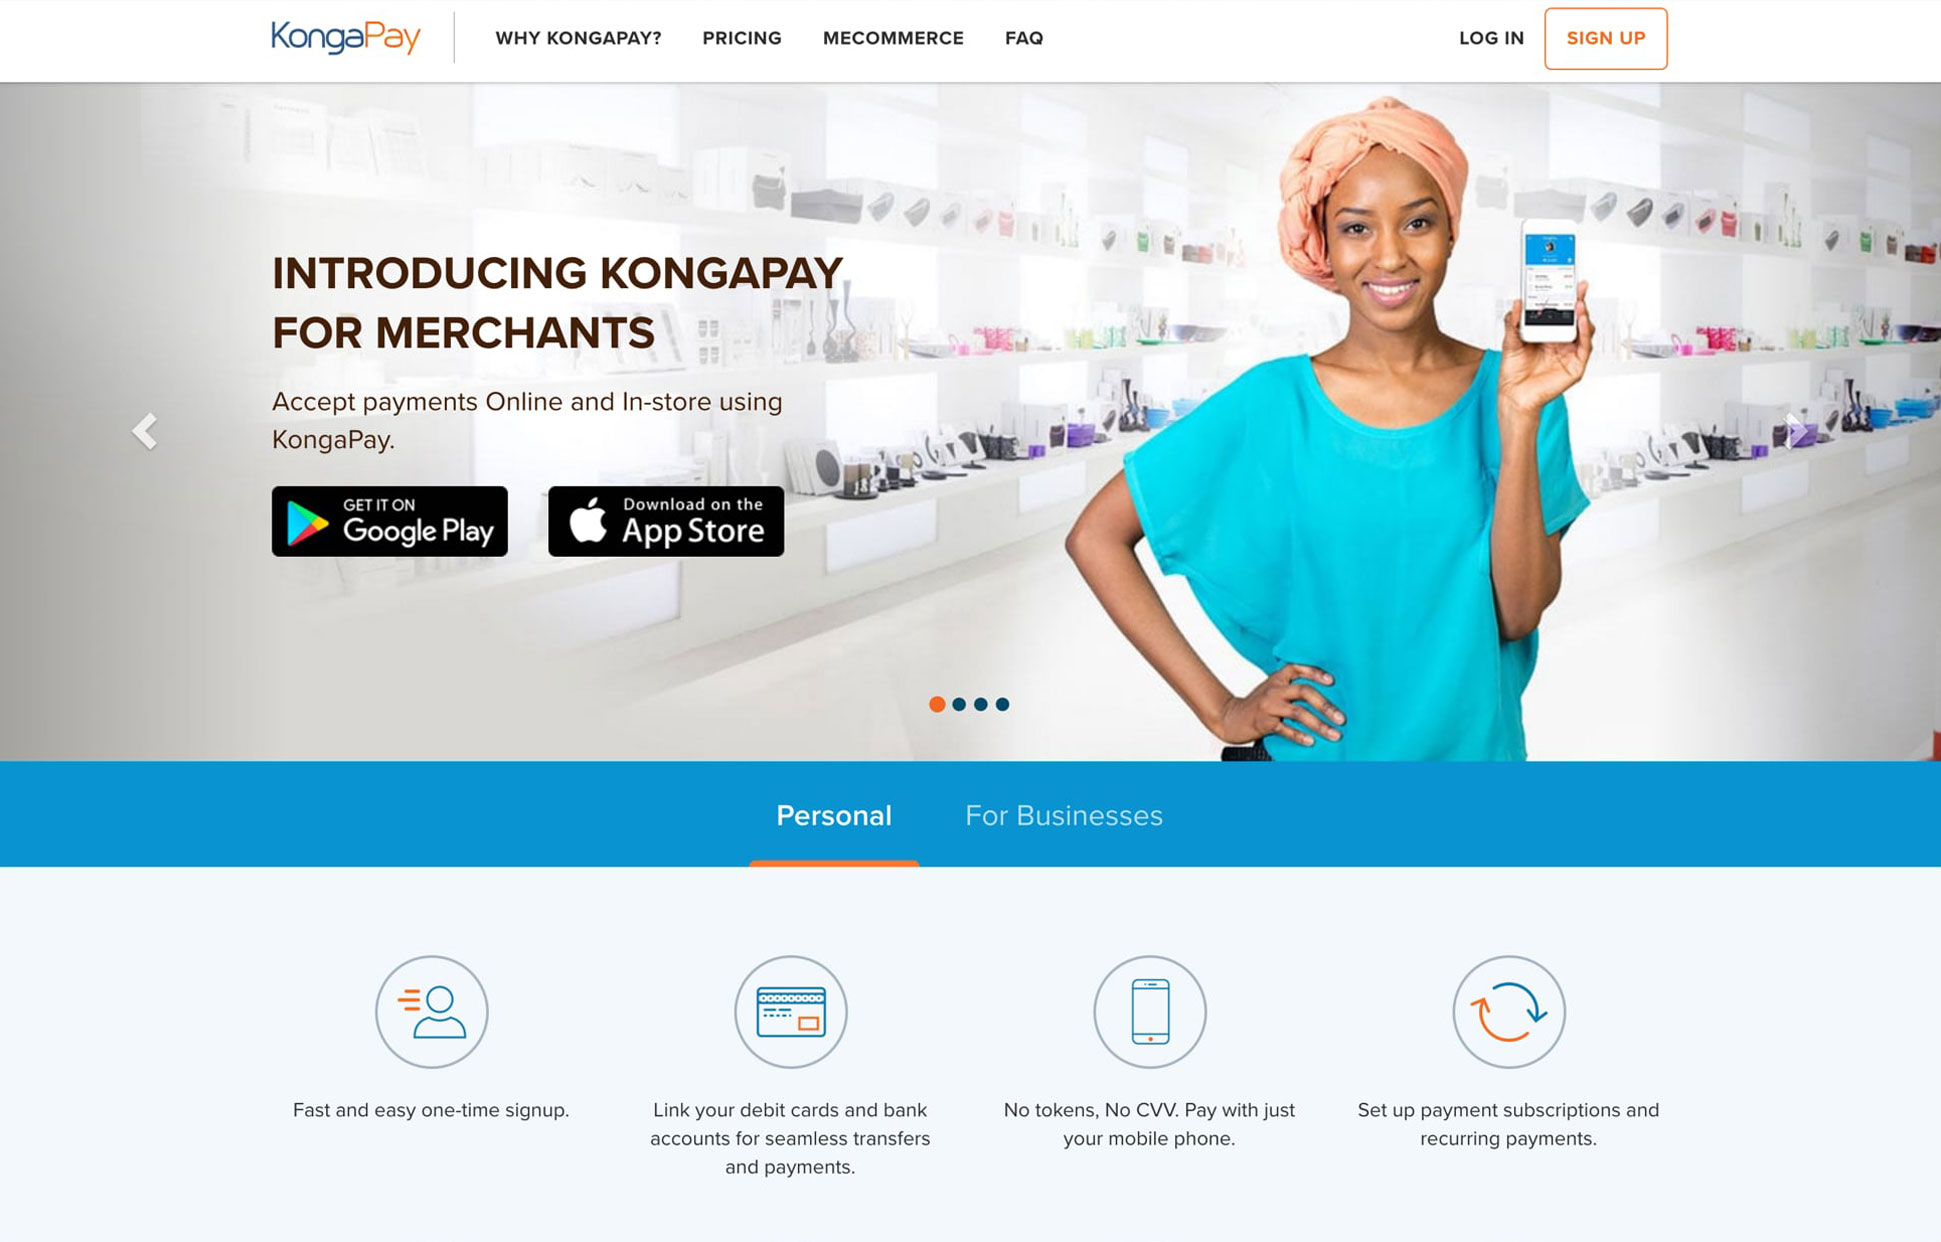 KongaPay
WHY KONGAPAY?
PRICING
MECOMMERCE
FAQ
LOG IN
SIGN UP
INTRODUCING KONGAPAY
FOR MERCHANTS
Accept payments Online and In-store using
KongaPay.
GET IT ON
Google Play
Download on the
App Store
Personal
For Businesses
Fast and easy one-time signup.
Link your debit cards and bank
accounts for seamless transfers
and payments.
No tokens, No CVV. Pay with just
your mobile phone.
Set up payment subscriptions and
recurring payments.